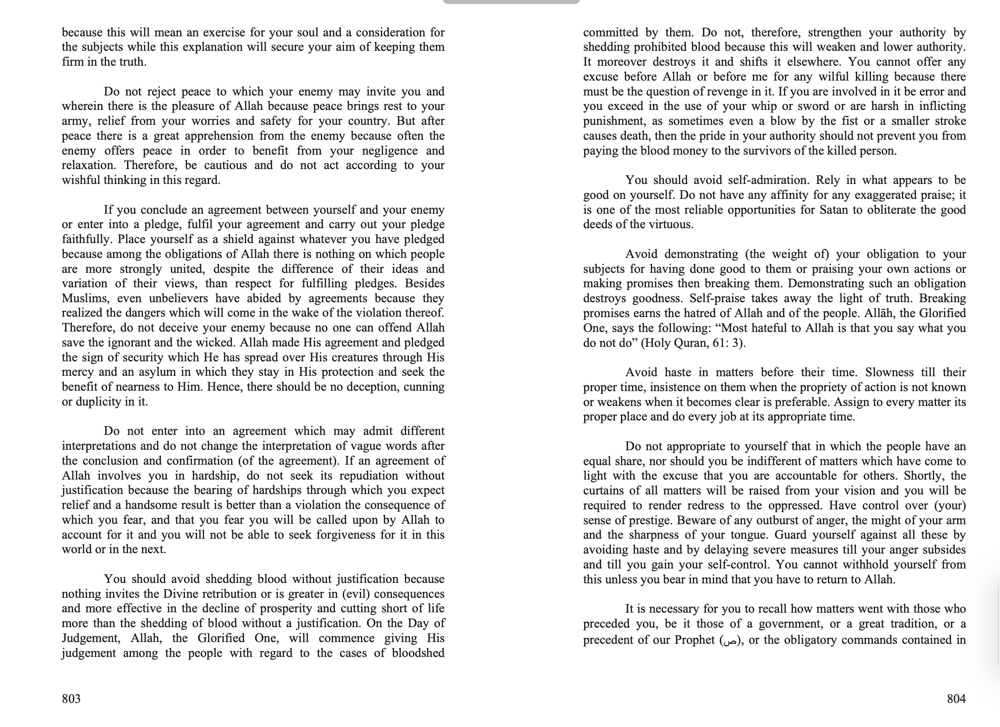 because this will mean an exercise for your soul and a consideration for
the subjects while this explanation will secure your aim of keeping them
firm in the truth.
Do not reject peace to which your enemy may invite you and
wherein there is the pleasure of Allah because peace brings rest to your
army, relief from your worries and safety for your country. But after
peace there is a great apprehension from the enemy because often the
enemy offers peace in order to benefit from your negligence and
relaxation. Therefore, be cautious and do not act according to your
wishful thinking in this regard.
If you conclude an agreement between yourself and your enemy
or enter into a pledge, fulfil your agreement and carry out your pledge
faithfully. Place yourself as a shield against whatever you have pledged
because among the obligations of Allah there is nothing on which people
are more strongly united, despite the difference of their ideas and
variation of their views, than respect for fulfilling pledges. Besides
Muslims, even unbelievers have abided by agreements because they
realized the dangers which will come in the wake of the violation thereof.
Therefore, do not deceive your enemy because no one can offend Allah
save the ignorant and the wicked. Allah made His agreement and pledged
the sign of security which He has spread over His creatures through His
mercy and an asylum in which they stay in His protection and seek the
benefit of nearness to Him. Hence, there should be no deception, cunning
or duplicity in it.
Do not enter into an agreement which may admit different
interpretations and do not change the interpretation of vague words after
the conclusion and confirmation (of the agreement). If an agreement of
Allah involves you in hardship, do not seek its repudiation without
justification because the bearing of hardships through which you expect
relief and a handsome result is better than a violation the consequence of
which you fear, and that you fear you will be called upon by Allah to
account for it and you will not be able to seek forgiveness for it in this
world or in the next.
You should avoid shedding blood without justification because
nothing invites the Divine retribution or is greater in (evil) consequences
and more effective in the decline of prosperity and cutting short of life
more than the shedding of blood without a justification. On the Day of
Judgement, Allah, the Glorified One, will commence giving His
judgement among the people with regard to the cases of bloodshed
803
committed by them. Do not, therefore, strengthen your authority by
shedding prohibited blood because this will weaken and lower authority.
It moreover destroys it and shifts it elsewhere. You cannot offer any
excuse before Allah or before me for any wilful killing because there
must be the question of revenge in it. If you are involved in it be error and
you exceed in the use of your whip or sword or are harsh in inflicting
punishment, as sometimes even a blow by the fist or a smaller stroke
causes death, then the pride in your authority should not prevent you from
paying the blood money to the survivors of the killed person.
You should avoid self-admiration. Rely in what appears to be
good on yourself. Do not have any affinity for any exaggerated praise; it
is one of the most reliable opportunities for Satan to obliterate the good
deeds of the virtuous.
Avoid demonstrating (the weight of) your obligation to your
subjects for having done good to them or praising your own actions or
making promises then breaking them. Demonstrating such an obligation
destroys goodness. Self-praise takes away the light of truth. Breaking
promises earns the hatred of Allah and of the people. Allāh, the Glorified
One, says the following: “Most hateful to Allah is that you say what you
do not do” (Holy Quran, 61: 3).
Avoid haste in matters before their time. Slowness till their
proper time, insistence on them when the propriety of action is not known
or weakens when it becomes clear is preferable. Assign to every matter its
proper place and do every job at its appropriate time.
Do not appropriate to yourself that in which the people have an
equal share, nor should you be indifferent of matters which have come to
light with the excuse that you are accountable for others. Shortly, the
curtains of all matters will be raised from your vision and you will be
required to render redress to the oppressed. Have control over (your)
sense of prestige. Beware of any outburst of anger, the might of your arm
and the sharpness of your tongue. Guard yourself against all these by
avoiding haste and by delaying severe measures till your anger subsides
and till you gain your self-control. You cannot withhold yourself from
this unless you bear in mind that you have to return to Allah.
It is necessary for you to recall how matters went with those who
preceded you, be it those of a government, or a great tradition, or a
precedent of our Prophet (ص), or the obligatory commands contained in
804